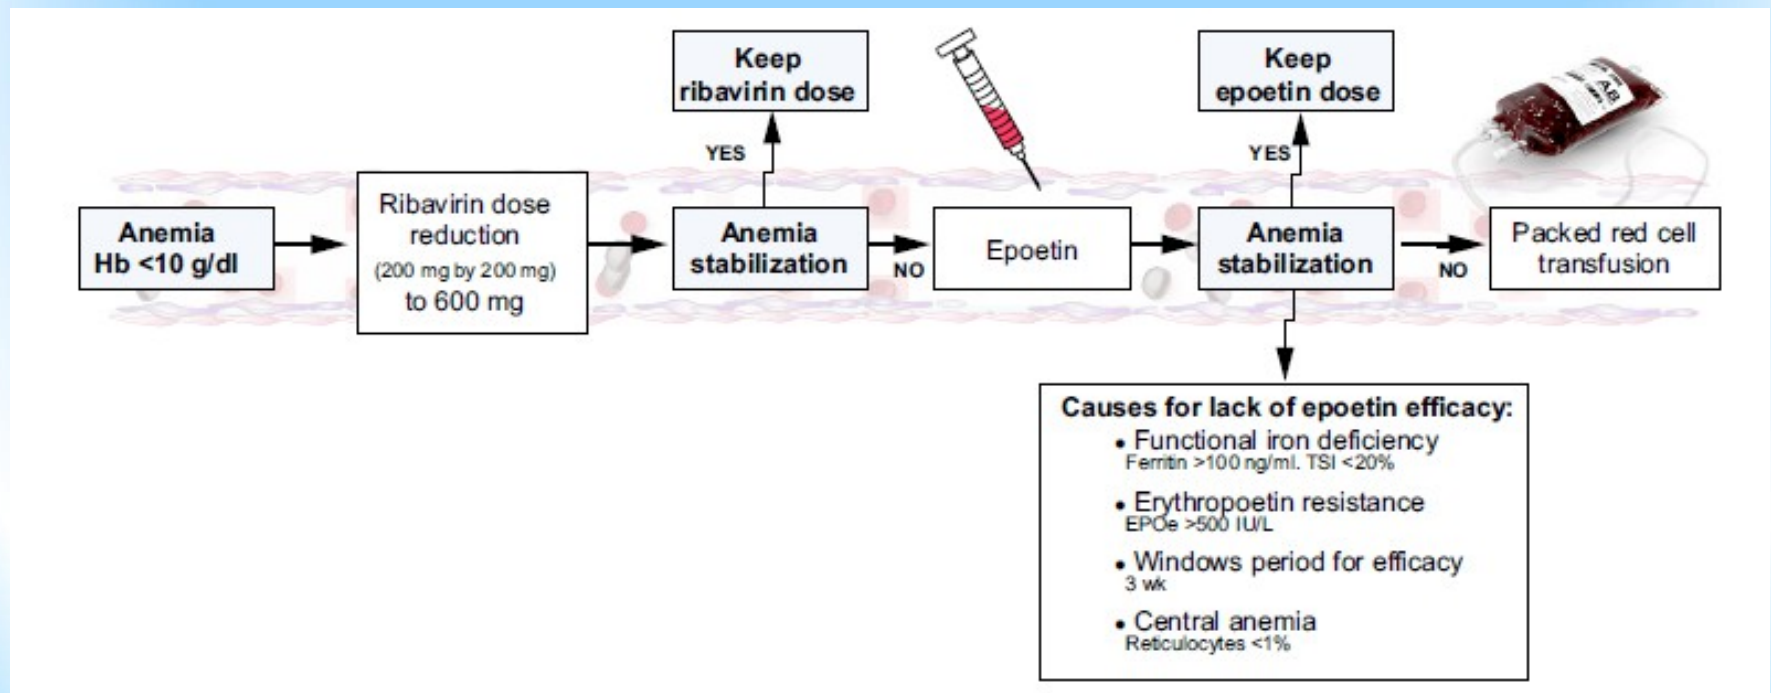 Keep
ribavirin dose
Keep
epoetin dose
AB
YES
YES
Anemia
Hb <10 g/dl
Ribavirin dose
reduction
(200 mg by 200 mg)
to 600 mg
Anemia
stabilization
NO
Epoetin
Anemia
stabilization
NO
Packed red cell
transfusion
Causes for lack of epoetin efficacy:
• Functional iron deficiency
Ferritin >100 ng/ml. TSI <20%
• Erythropoetin resistance
EPOe >500 IU/L
• Windows period for efficacy
3 wk
• Central anemia
Reticulocytes <1%